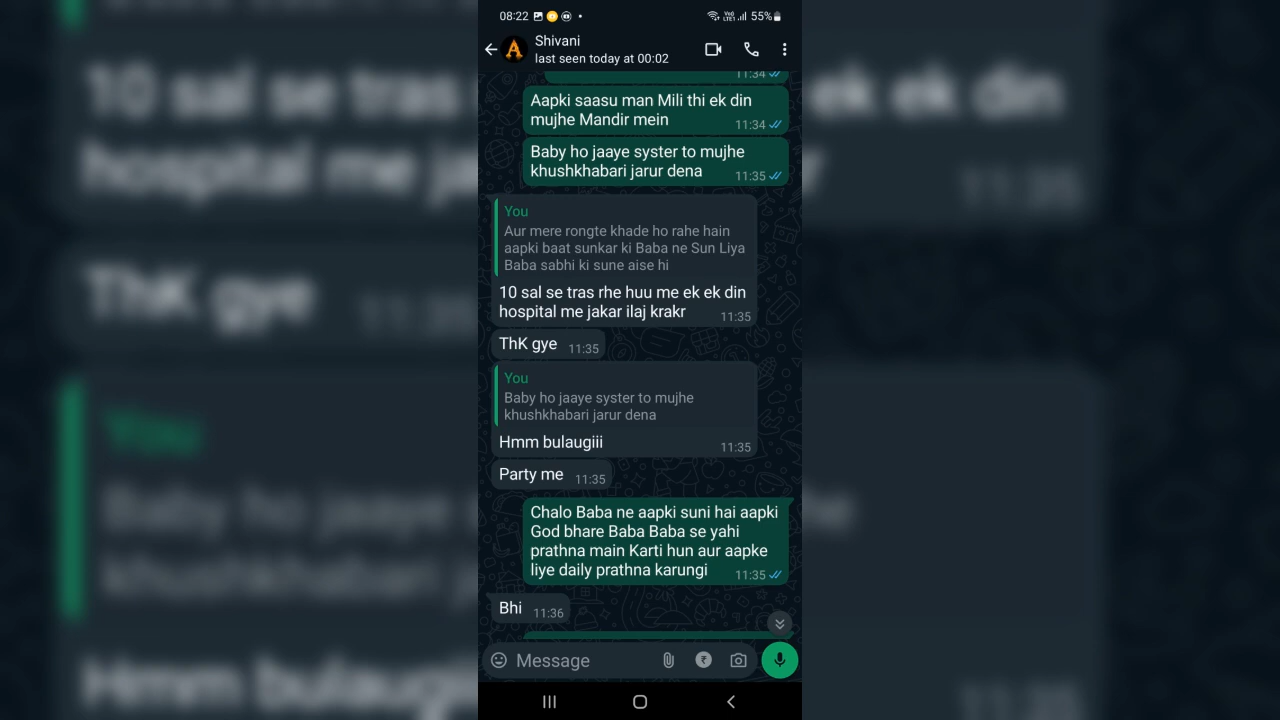 08:22
55%
Shivani
last seen today at 00:02
11:34
Aapki saasu man Mili thi ek din
mujhe Mandir mein
11:34
Baby ho jaaye syster to mujhe
khushkhabari jarur dena
11:35
You
Aur mere rongte khade ho rahe hain
aapki baat sunkar ki Baba ne Sun Liya
Baba sabhi ki sune aise hi
10 sal se tras rhe huu me ek ek din
hospital me jakar ilaj krakr
11:35
ThK gye 11:35
You
Baby ho jaaye syster to mujhe
khushkhabari jarur dena
Hmm bulaugiii
11:35
Party me 11:35
Chalo Baba ne aapki suni hai aapki
God bhare Baba Baba se yahi
prathna main Karti hun aur aapke
liye daily prathna karungi
11:35
Bhi 11:36
Message